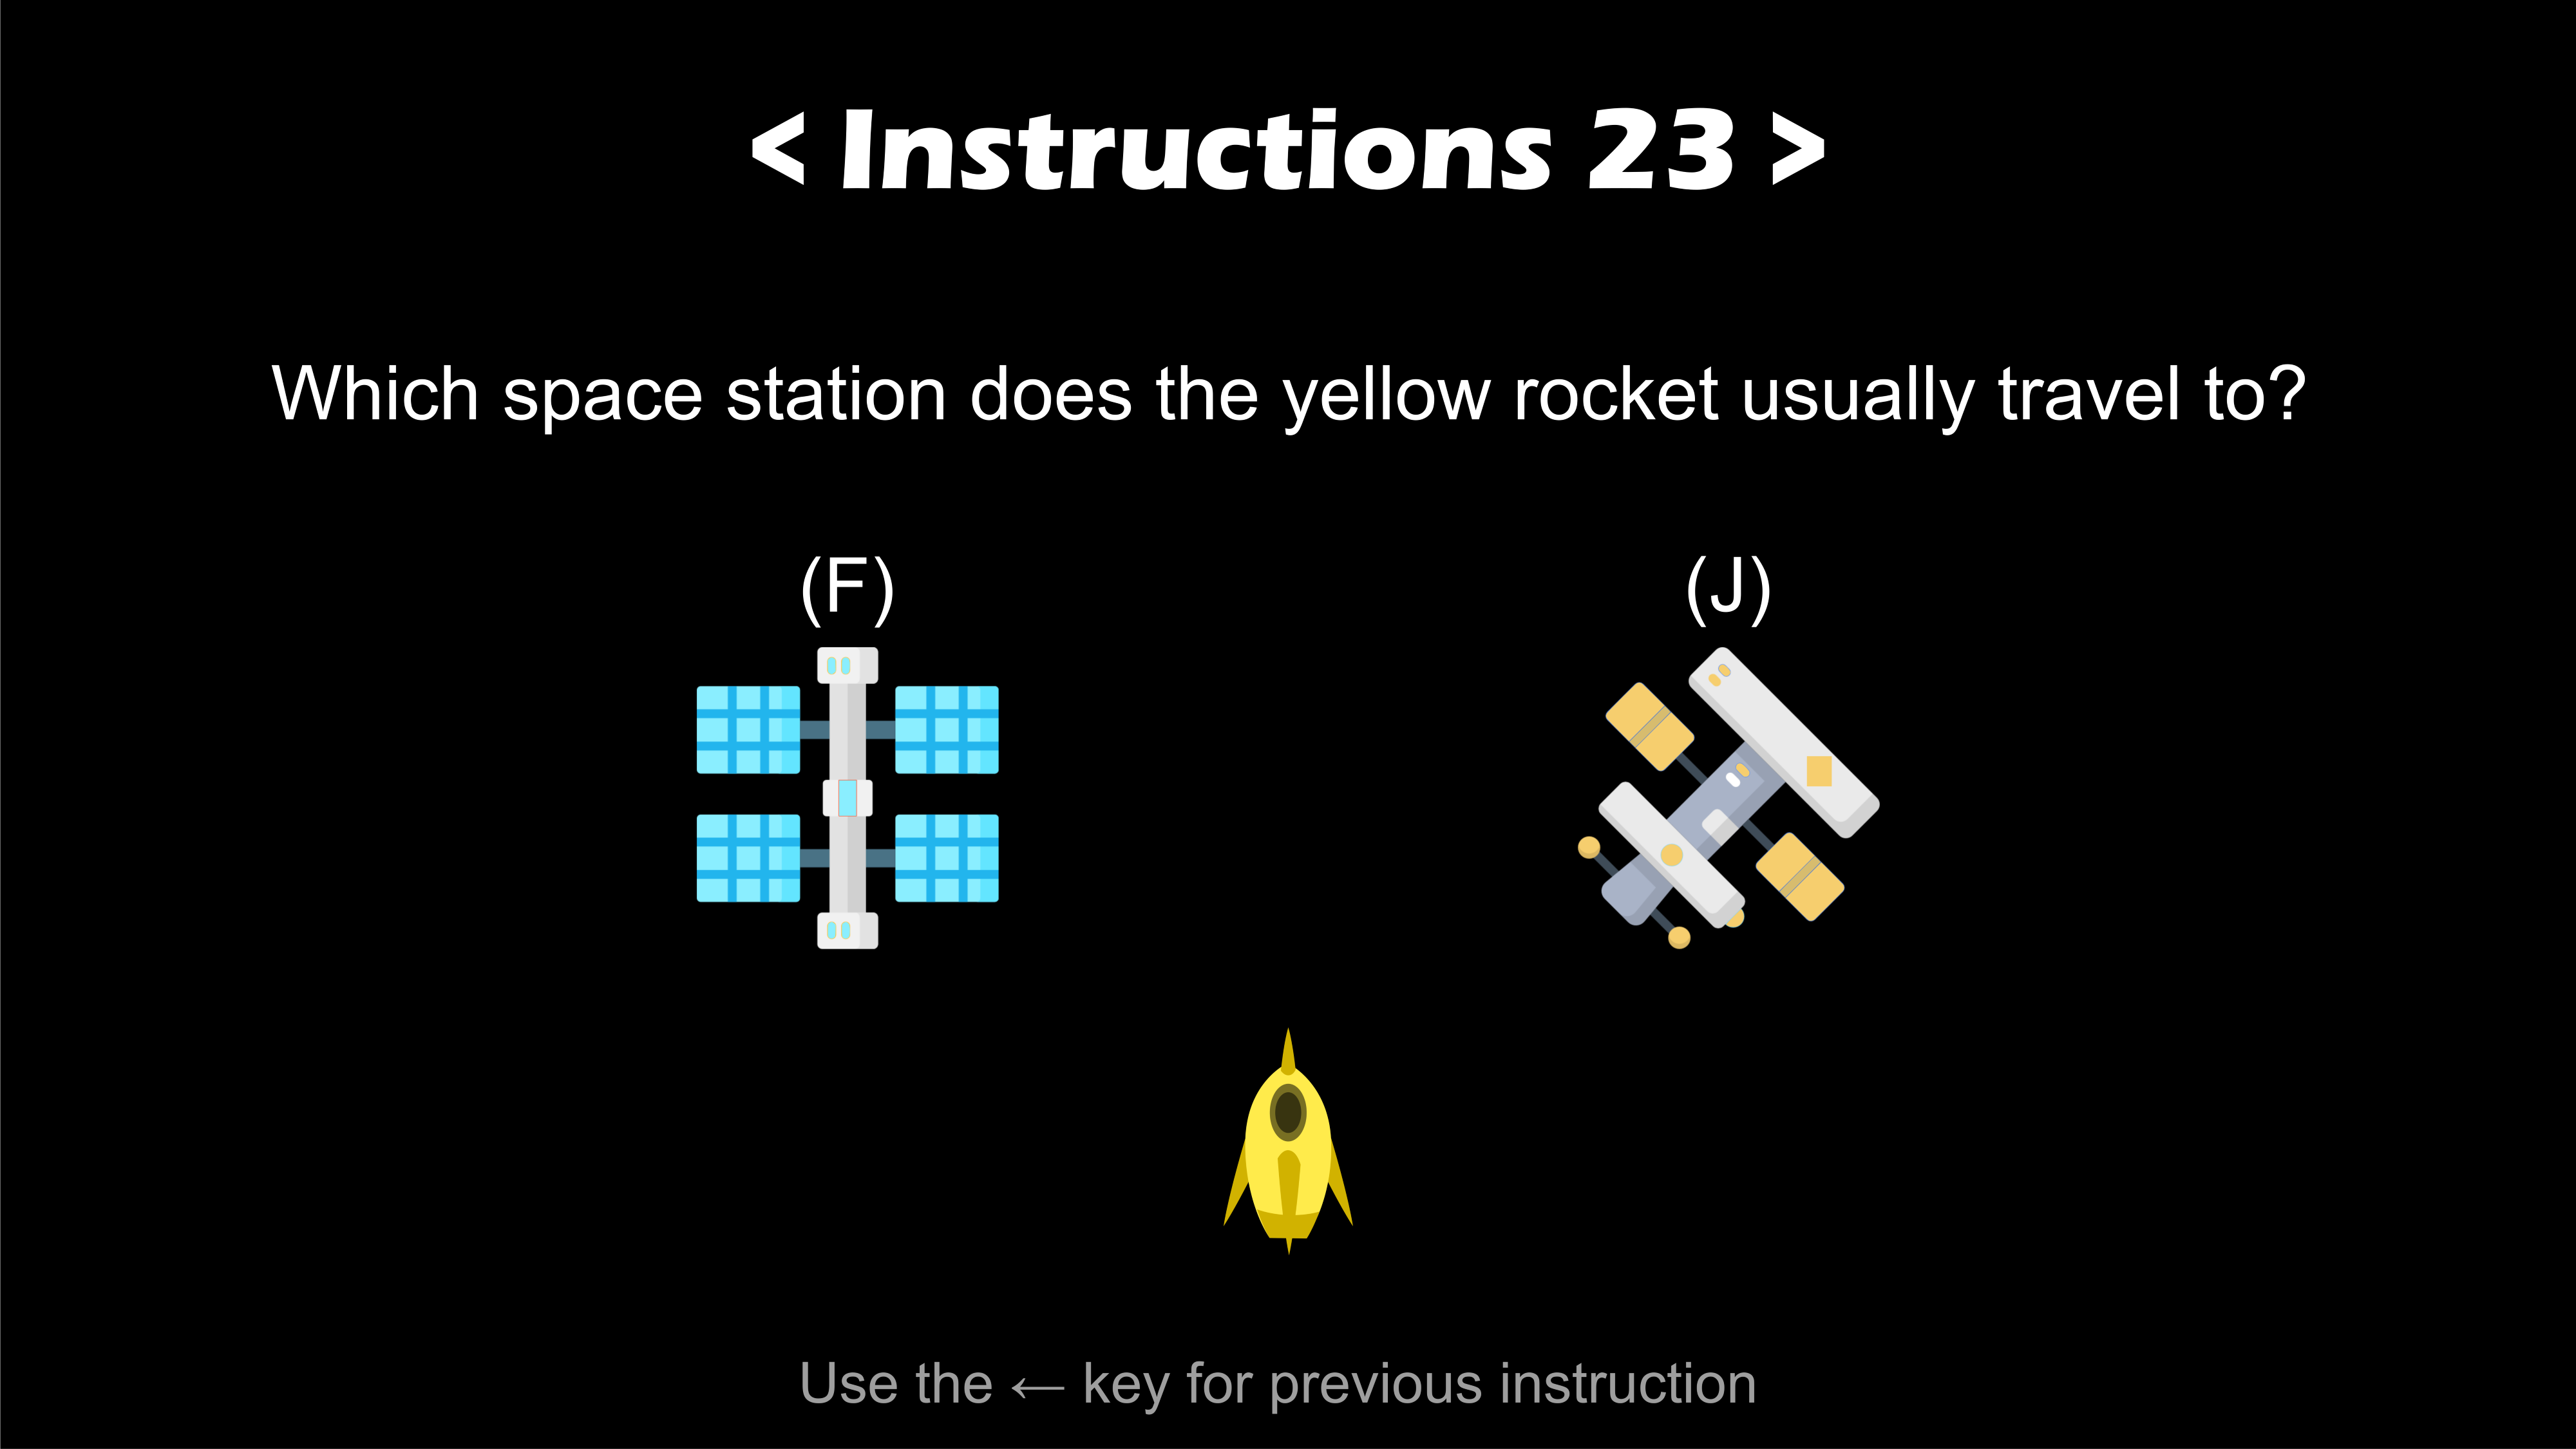 < Instructions 23 >
Which space station does the yellow rocket usually travel to?
(F)
(J)
Use the ← key for previous instruction